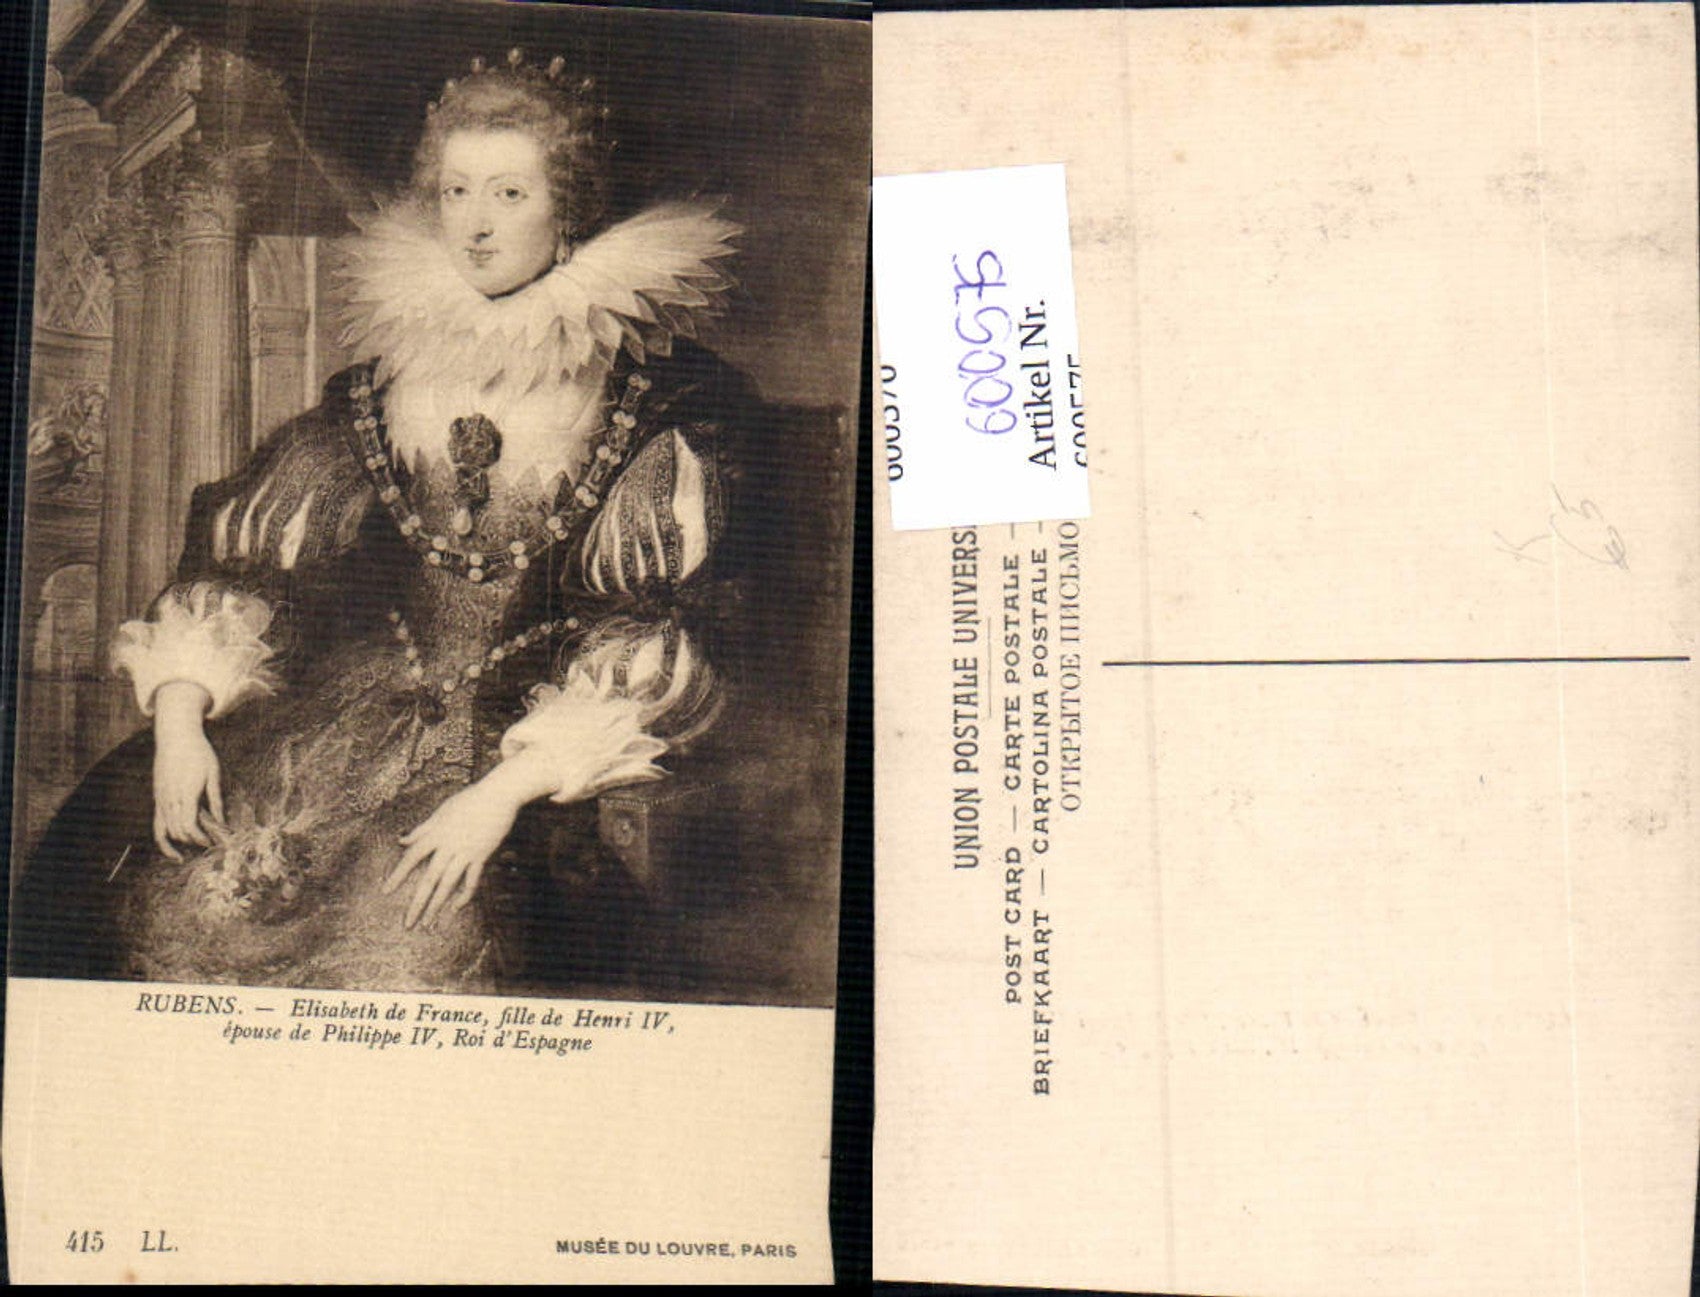 RUBENS. — Elisabeth de France, fille de Henri IV,
épouse de Philippe IV, Roi d'Espagne
415 LL.
MUSÉE DU LOUVRE, PARIS
600575
Artikel Nr.
UNION POSTALE
POST CARD — CARTE POSTALE —
BRIEFKAART — CARTOLINA POSTALE —
ОТКРЫТОЕ ПИСЬМО
K 65